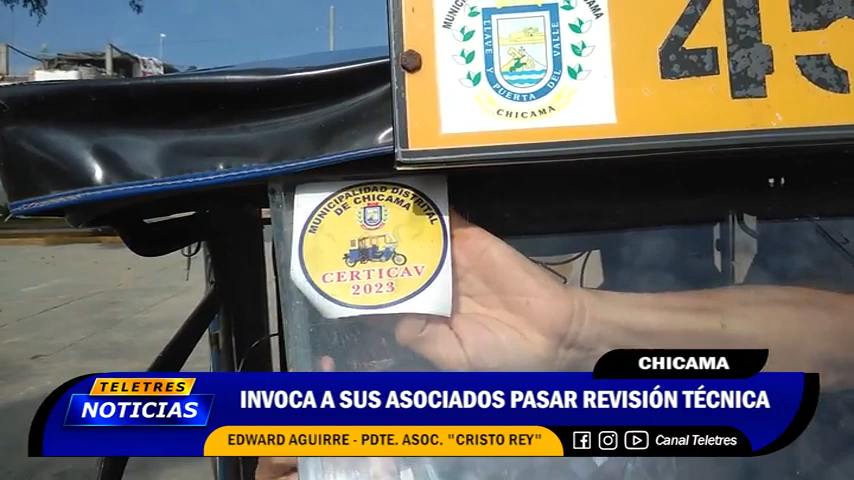 MUNICIPALIDAD
LLAVE Y PUERTA DEL VALLE
CHICAMA
45
MUNICIPALIDAD DISTRITAL
DE CHICAMA
CERTICAV
2023
CHICAMA
TELETRES
NOTICIAS
INVOCA A SUS ASOCIADOS PASAR REVISIÓN TÉCNICA
EDWARD AGUIRRE - PDTE. ASOC. "CRISTO REY"
Canal Teletres